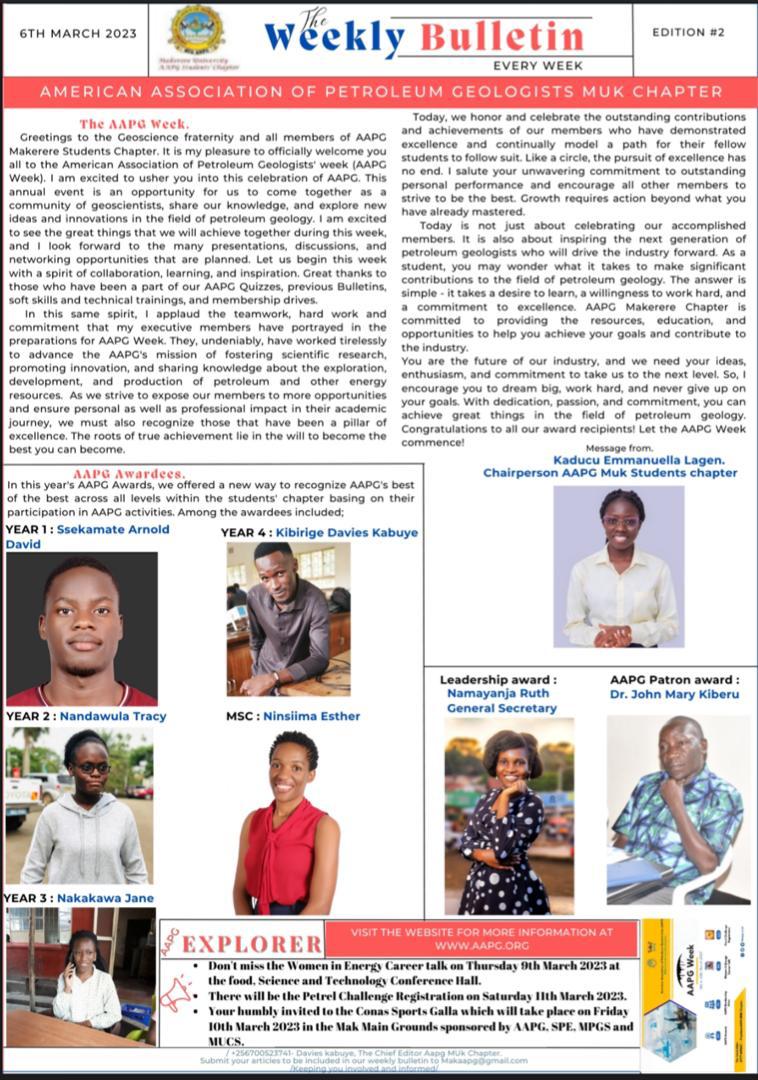 6TH MARCH 2023
Makerere University
AAPG Students' Chapter
The
Weekly Bulletin
EVERY WEEK
EDITION #2
AMERICAN ASSOCIATION OF PETROLEUM GEOLOGISTS MUK CHAPTER
The AAPG Week.
Greetings to the Geoscience fraternity and all members of AAPG
Makerere Students Chapter. It is my pleasure to officially welcome you
all to the American Association of Petroleum Geologists' week (AAPG
Week). I am excited to usher you into this celebration of AAPG. This
annual event is an opportunity for us to come together as a
community of geoscientists, share our knowledge, and explore new
ideas and innovations in the field of petroleum geology. I am excited
to see the great things that we will achieve together during this week,
and I look forward to the many presentations, discussions, and
networking opportunities that are planned. Let us begin this week
with a spirit of collaboration, learning, and inspiration. Great thanks to
those who have been a part of our AAPG Quizzes, previous Bulletins,
soft skills and technical trainings, and membership drives.
In this same spirit, I applaud the teamwork, hard work and
commitment that my executive members have portrayed in the
preparations for AAPG Week. They, undeniably, have worked tirelessly
to advance the AAPG's mission of fostering scientific research,
promoting innovation, and sharing knowledge about the exploration,
development, and production of petroleum and other energy
resources. As we strive to expose our members to more opportunities
and ensure personal as well as professional impact in their academic
journey, we must also recognize those that have been a pillar of
excellence. The roots of true achievement lie in the will to become the
best you can become.
Today, we honor and celebrate the outstanding contributions
and achievements of our members who have demonstrated
excellence and continually model a path for their fellow
students to follow suit. Like a circle, the pursuit of excellence has
no end. I salute your unwavering commitment to outstanding
personal performance and encourage all other members to
strive to be the best. Growth requires action beyond what you
have already mastered.
Today is not just about celebrating our accomplished
members. It is also about inspiring the next generation of
petroleum geologists who will drive the industry forward. As a
student, you may wonder what it takes to make significant
contributions to the field of petroleum geology. The answer is
simple - it takes a desire to learn, a willingness to work hard, and
a commitment to excellence. AAPG Makerere Chapter is
committed to providing the resources, education, and
opportunities to help you achieve your goals and contribute to
the industry.
You are the future of our industry, and we need your ideas,
enthusiasm, and commitment to take us to the next level. So, I
encourage you to dream big, work hard, and never give up on
your goals. With dedication, passion, and commitment, you can
achieve great things in the field of petroleum geology.
Congratulations to all our award recipients! Let the AAPG Week
commence!
Message from.
Kaducu Emmanuella Lagen.
Chairperson AAPG Muk Students chapter
AAPG Awardees.
In this year's AAPG Awards, we offered a new way to recognize AAPG's best
of the best across all levels within the students' chapter basing on their
participation in AAPG activities. Among the awardees included;
YEAR 1 : Ssekamate Arnold
David
YEAR 4 : Kibirige Davies Kabuye
YEAR 2 : Nandawula Tracy
MSC : Ninsiima Esther
YEAR 3 : Nakakawa Jane
Leadership award :
Namayanja Ruth
General Secretary
AAPG Patron award :
Dr. John Mary Kiberu
AAPG
EXPLORER
VISIT THE WEBSITE FOR MORE INFORMATION AT
WWW.AAPG.ORG
• Don't miss the Women in Energy Career talk on Thursday 9th March 2023 at
the food, Science and Technology Conference Hall.
• There will be the Petrel Challenge Registration on Saturday 11th March 2023.
• Your humbly invited to the Conas Sports Galla which will take place on Friday
10th March 2023 in the Mak Main Grounds sponsored by AAPG, SPE, MPGS and
MUCS.
AAPG Week
/ +256700523741- Davies kabuye, The Chief Editor Aapg MUk Chapter.
Submit your articles to be included in our weekly bulletin to Makaapg@gmail.com
/Keeping you involved and informed/